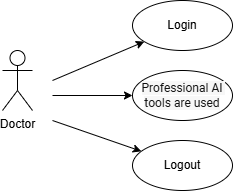 Login
Professional AI
tools are used
Doctor
Logout